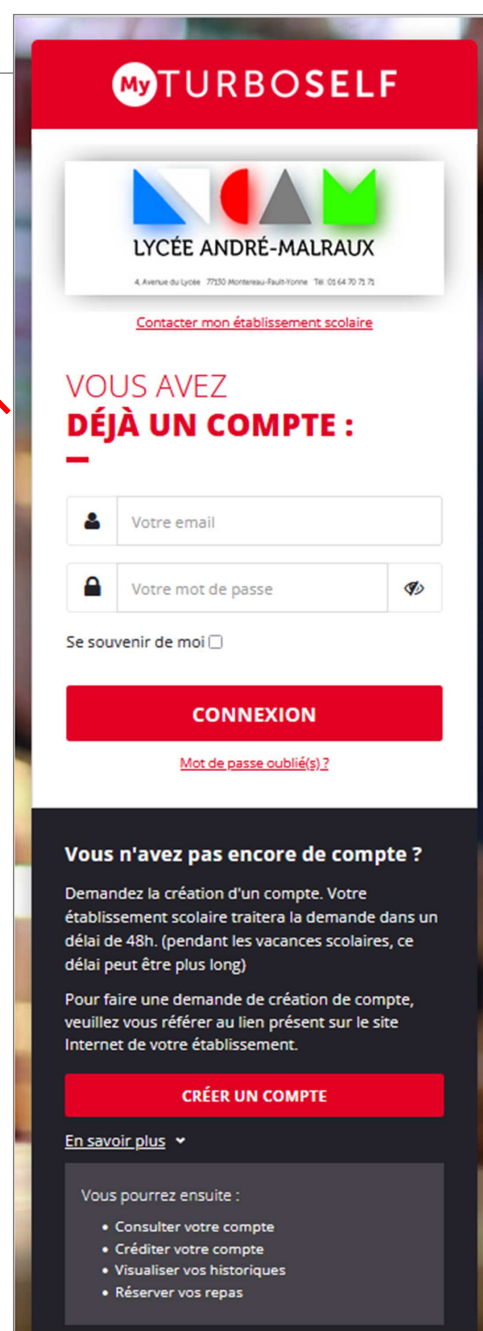 My TURBOSELF
LYCÉE ANDRÉ-MALRAUX
4, Avenue du Lycée 77130 Montereau-Fault-Yonne Tél: 01 64 70 71 71
Contacter mon établissement scolaire
VOUS AVEZ
DÉJÀ UN COMPTE :
Votre email
Votre mot de passe
Se souvenir de moi
CONNEXION
Mot de passe oublié(s) ?
Vous n'avez pas encore de compte ?
Demandez la création d'un compte. Votre
établissement scolaire traitera la demande dans un
délai de 48h. (pendant les vacances scolaires, ce
délai peut être plus long)
Pour faire une demande de création de compte,
veuillez vous référer au lien présent sur le site
Internet de votre établissement.
CRÉER UN COMPTE
En savoir plus
Vous pourrez ensuite :
• Consulter votre compte
• Créditer votre compte
• Visualiser vos historiques
• Réserver vos repas